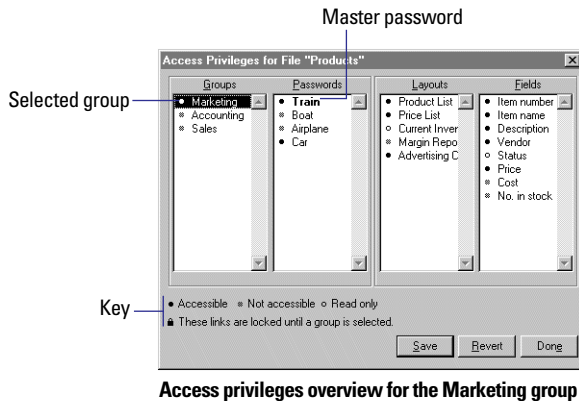 Master password
Access Privileges for File "Products"
Selected group
Groups
Marketing
Accounting
Sales
Passwords
Train
Boat
Airplane
Car
Layouts
Product List
Price List
Current Inver
Margin Repo
Advertising C
Fields
Item number
Item name
Description
Vendor
Status
Price
Cost
No. in stock
Key
Accessible Not accessible Read only
These links are locked until a group is selected.
Save Revert Done
Access privileges overview for the Marketing group